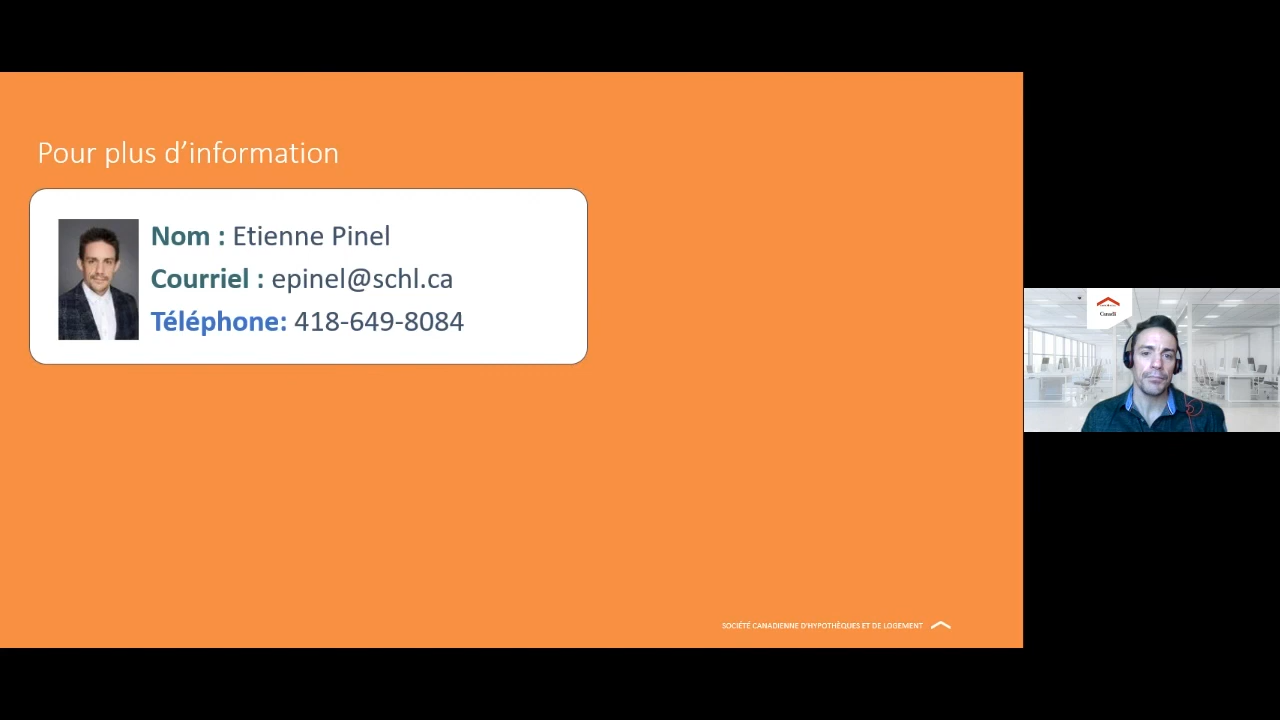 Pour plus d’information
Nom : Etienne Pinel
Courriel : epinel@schl.ca
Téléphone: 418-649-8084
SOCIÉTÉ CANADIENNE D'HYPOTHÈQUES ET DE LOGEMENT
Canada